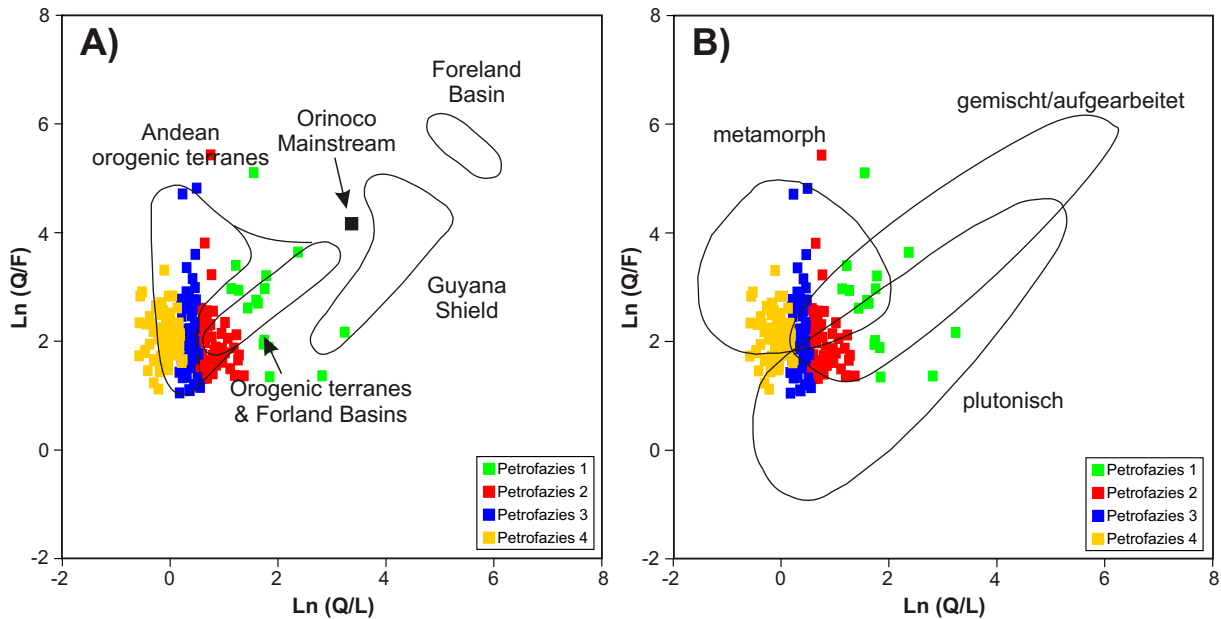 A)
8
6
4
2
0
-2
-2
0
2
4
6
8
Ln (Q/F)
Ln (Q/L)
Andean
orogenic terranes
Orinoco
Mainstream
Foreland
Basin
Guyana
Shield
Orogenic terranes
& Forland Basins
Petrofazies 1
Petrofazies 2
Petrofazies 3
Petrofazies 4
B)
8
6
4
2
0
-2
-2
0
2
4
6
8
Ln (Q/F)
Ln (Q/L)
metamorph
gemischt/aufgearbeitet
plutonisch
Petrofazies 1
Petrofazies 2
Petrofazies 3
Petrofazies 4